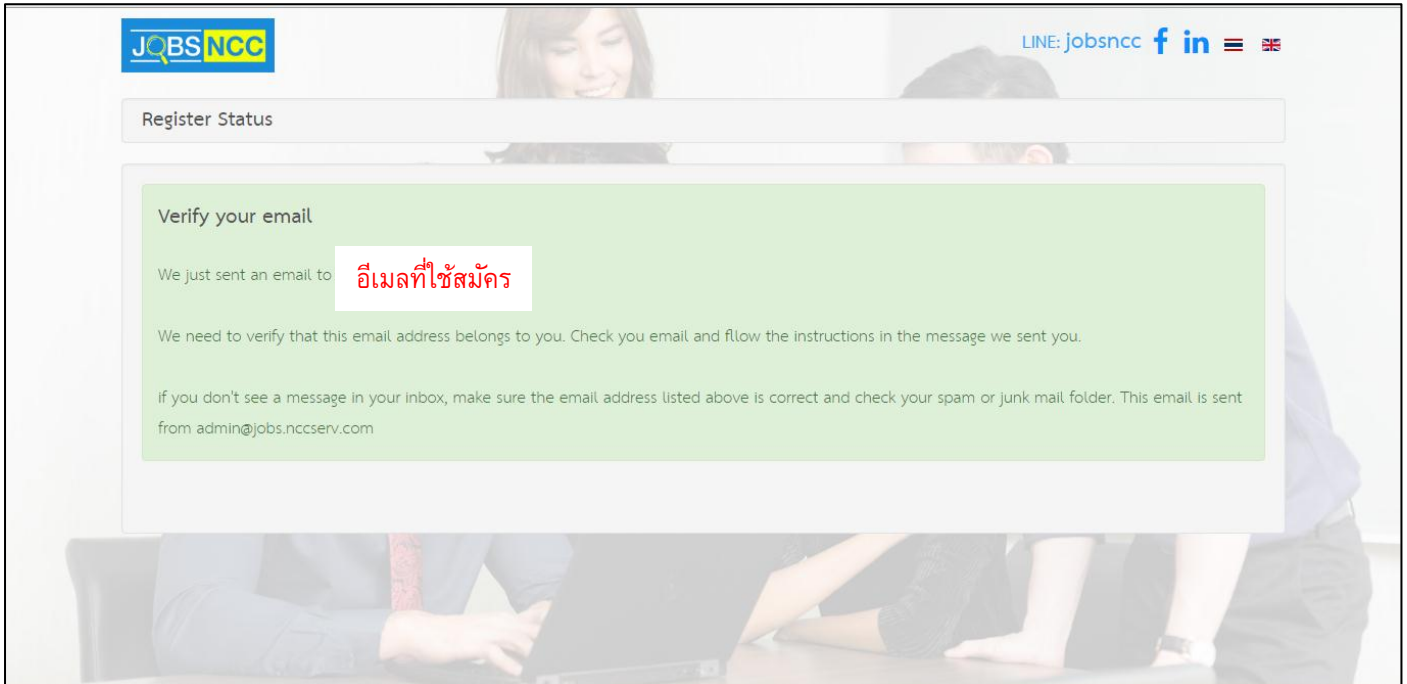 JOBS NCC
LINE: jobsncc f in
Register Status
Verify your email
We just sent an email to อีเมลที่ใช้สมัคร
We need to verify that this email address belongs to you. Check you email and fllow the instructions in the message we sent you.
If you don't see a message in your inbox, make sure the email address listed above is correct and check your spam or junk mail folder. This email is sent
from admin@jobs.nccserv.com